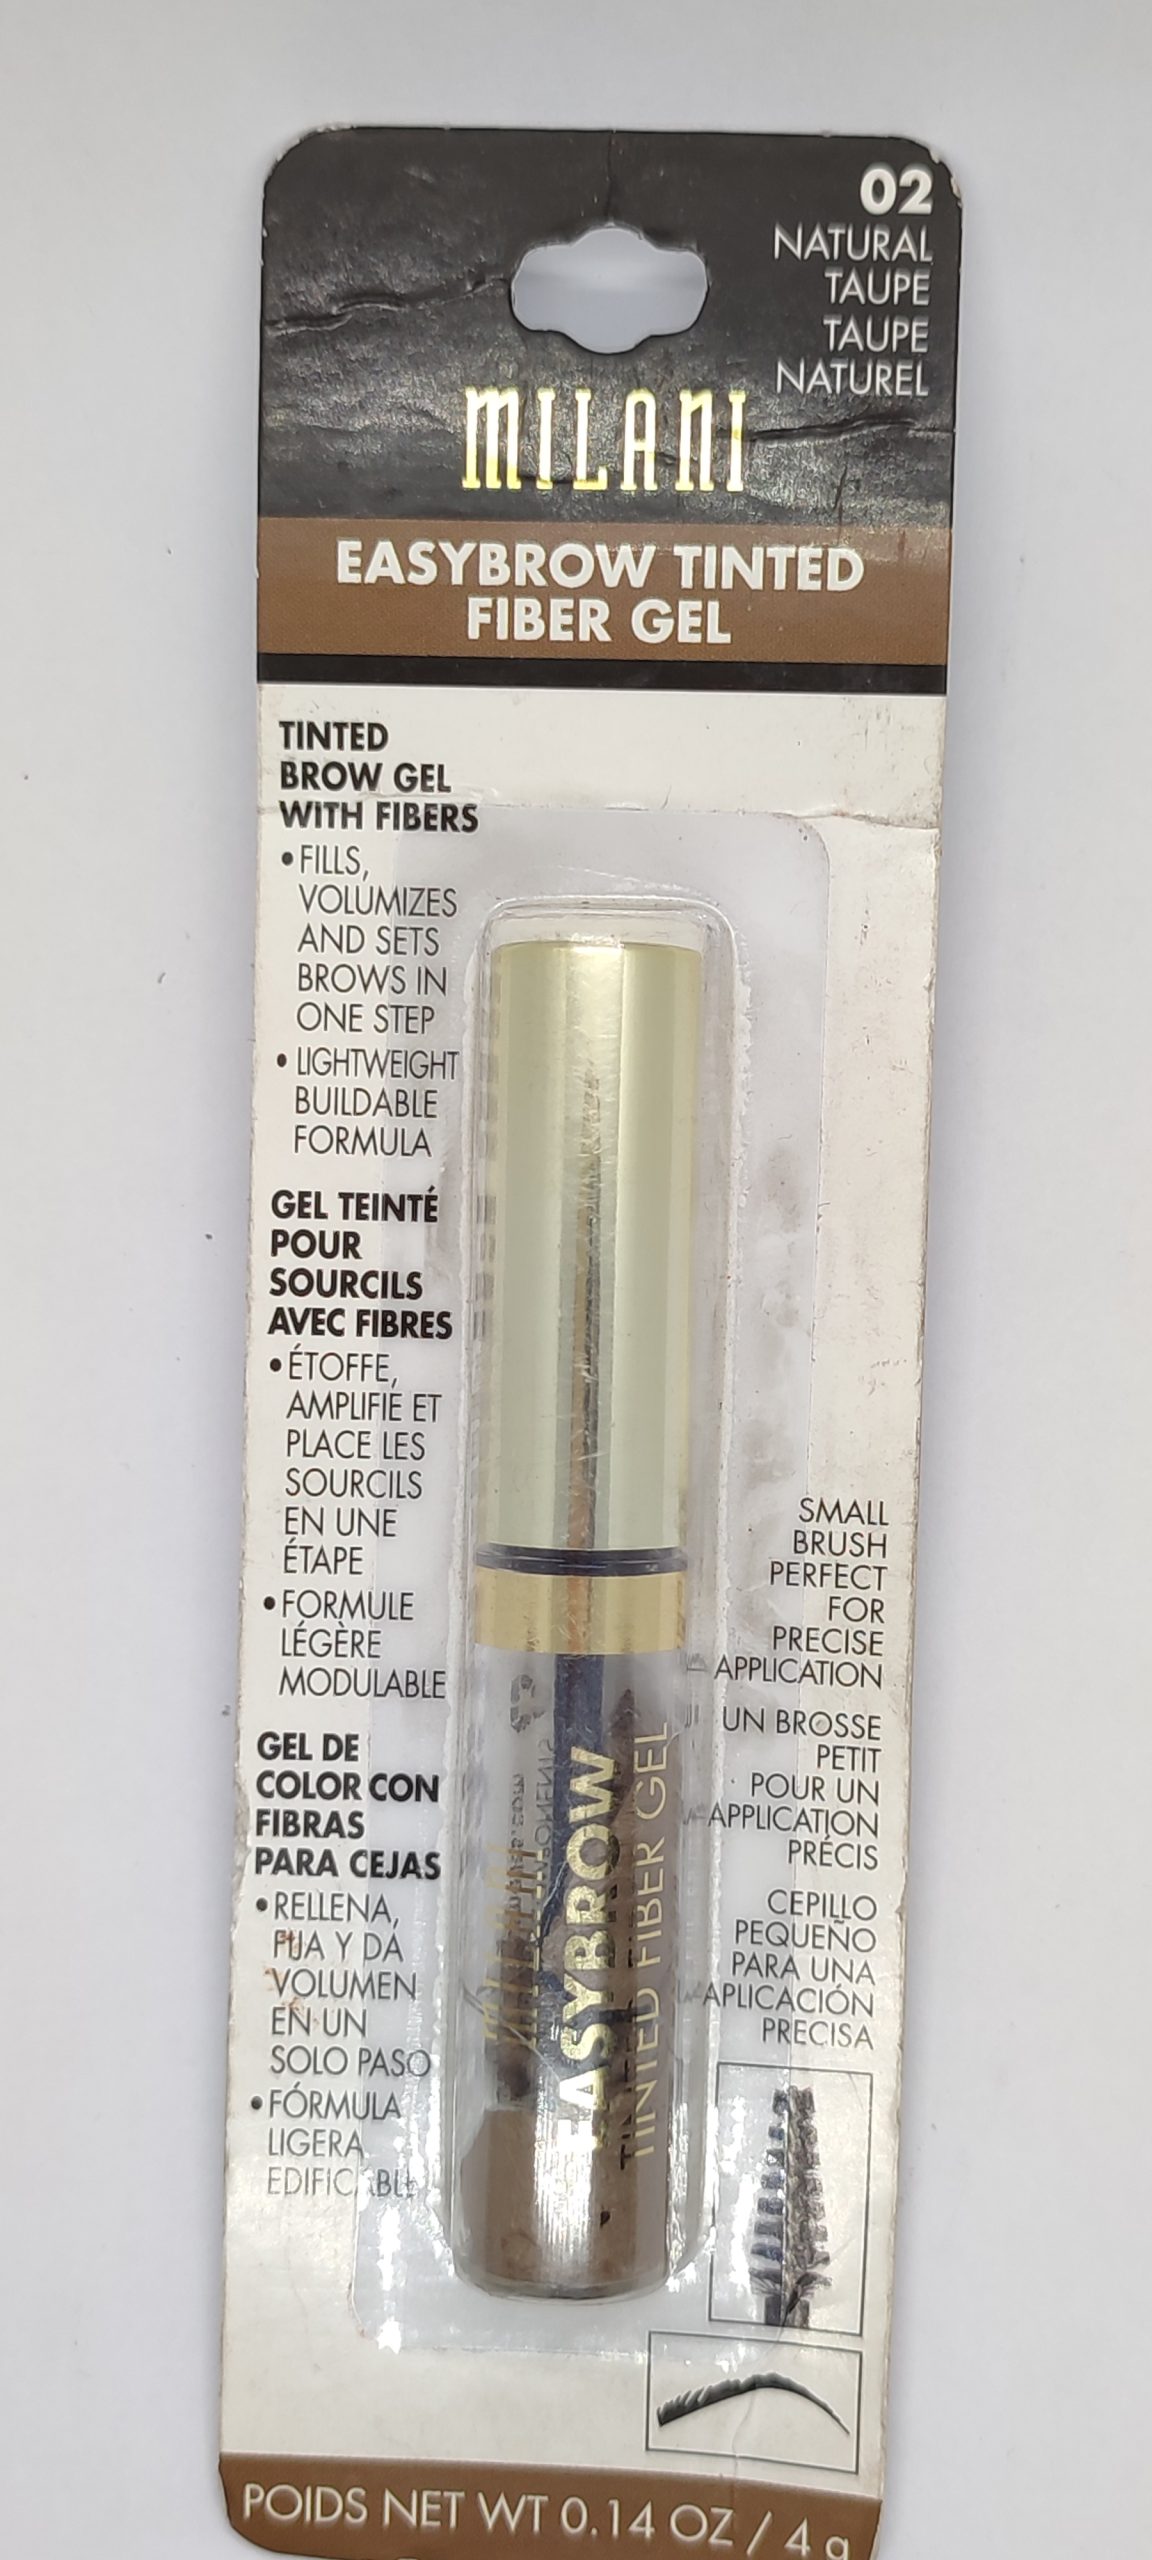 02
NATURAL
TAUPE
TAUPE
NATUREL
MILANI
EASYBROW TINTED
FIBER GEL
TINTED
BROW GEL
WITH FIBERS
• FILLS,
VOLUMIZES
AND SETS
BROWS IN
ONE STEP
• LIGHTWEIGHT
BUILDABLE
FORMULA
GEL TEINTÉ
POUR
SOURCILS
AVEC FIBRES
• ÉTOFFE,
AMPLIFIE ET
PLACE LES
SOURCILS
EN UNE
ÉTAPE
• FORMULE
LÉGÈRE
MODULABLE
GEL DE
COLOR CON
FIBRAS
PARA CEJAS
• RELLENA,
FIJA Y DA
VOLUMEN
EN UN
SOLO PASO
• FÓRMULA
LIGERA
EDIFICABLE
MILANI
EASYBROW
TINTED FIBER GEL
SMALL
BRUSH
PERFECT
FOR
PRECISE
APPLICATION
UN BROSSE
PETIT
POUR UN
APPLICATION
PRÉCIS
CEPILLO
PEQUEÑO
PARA UNA
APLICACIÓN
PRECISA
POIDS NET WT 0.14 OZ / 4 g